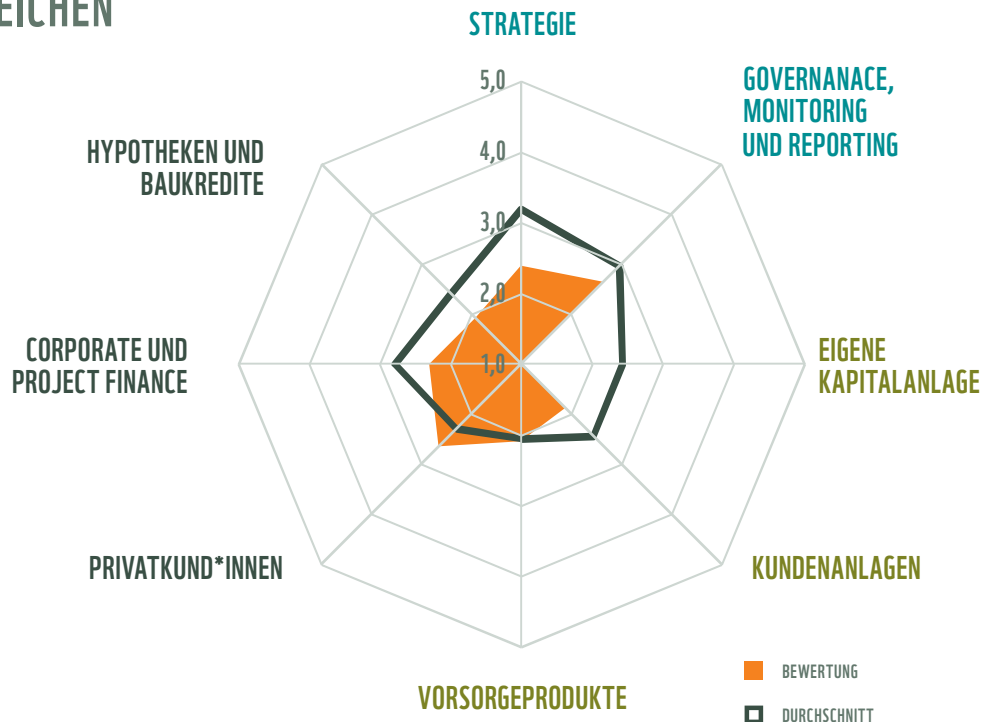 EICHEN
STRATEGIE
GOVERNANACE,
MONITORING
UND REPORTING
HYPOTHEKEN UND
BAUKREDITE
5,0
4,0
3,0
2,0
1,0
CORPORATE UND
PROJECT FINANCE
EIGENE
KAPITALANLAGE
PRIVATKUND*INNEN
KUNDENANLAGEN
VORSORGEPRODUKTE
BEWERTUNG
DURCHSCHNITT